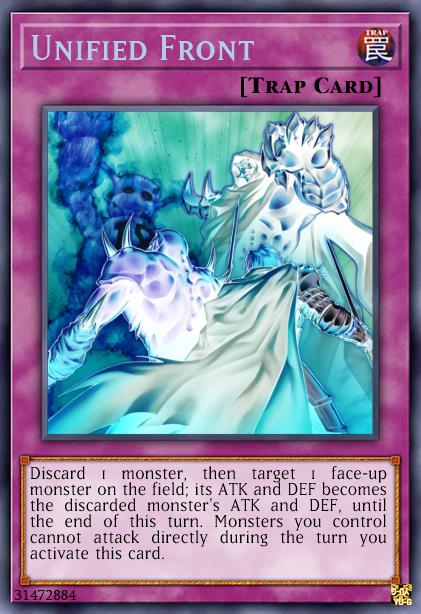 Unified Front
TRAP
罠
[Trap Card]
Discard 1 monster, then target 1 face-up
monster on the field; its ATK and DEF becomes
the discarded monster's ATK and DEF, until
the end of this turn. Monsters you control
cannot attack directly during the turn you
activate this card.
31472884